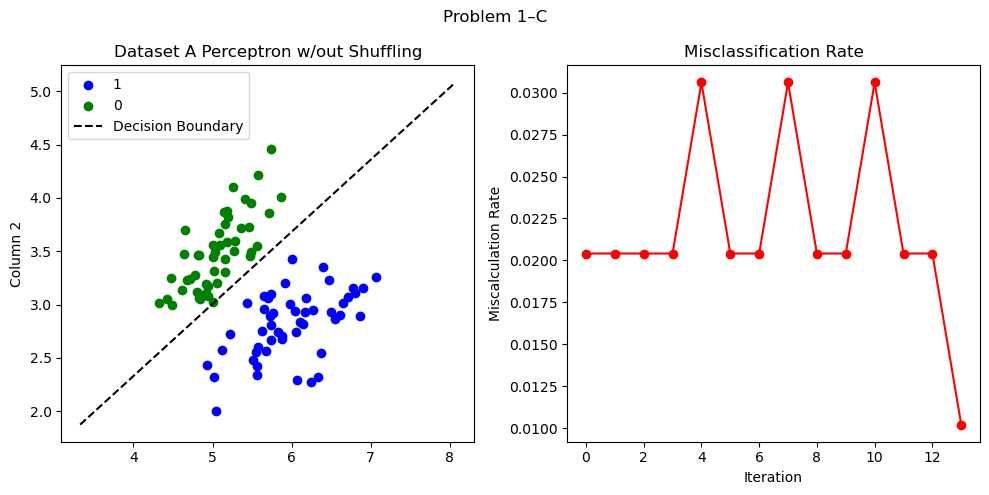 Problem 1–C
Dataset A Perceptron w/out Shuffling
1
0
Decision Boundary
Column 2
5.0
4.5
4.0
3.5
3.0
2.5
2.0
4 5 6 7 8
Misclassification Rate
Miscalculation Rate
0.0300
0.0275
0.0250
0.0225
0.0200
0.0175
0.0150
0.0125
0.0100
0 2 4 6 8 10 12
Iteration